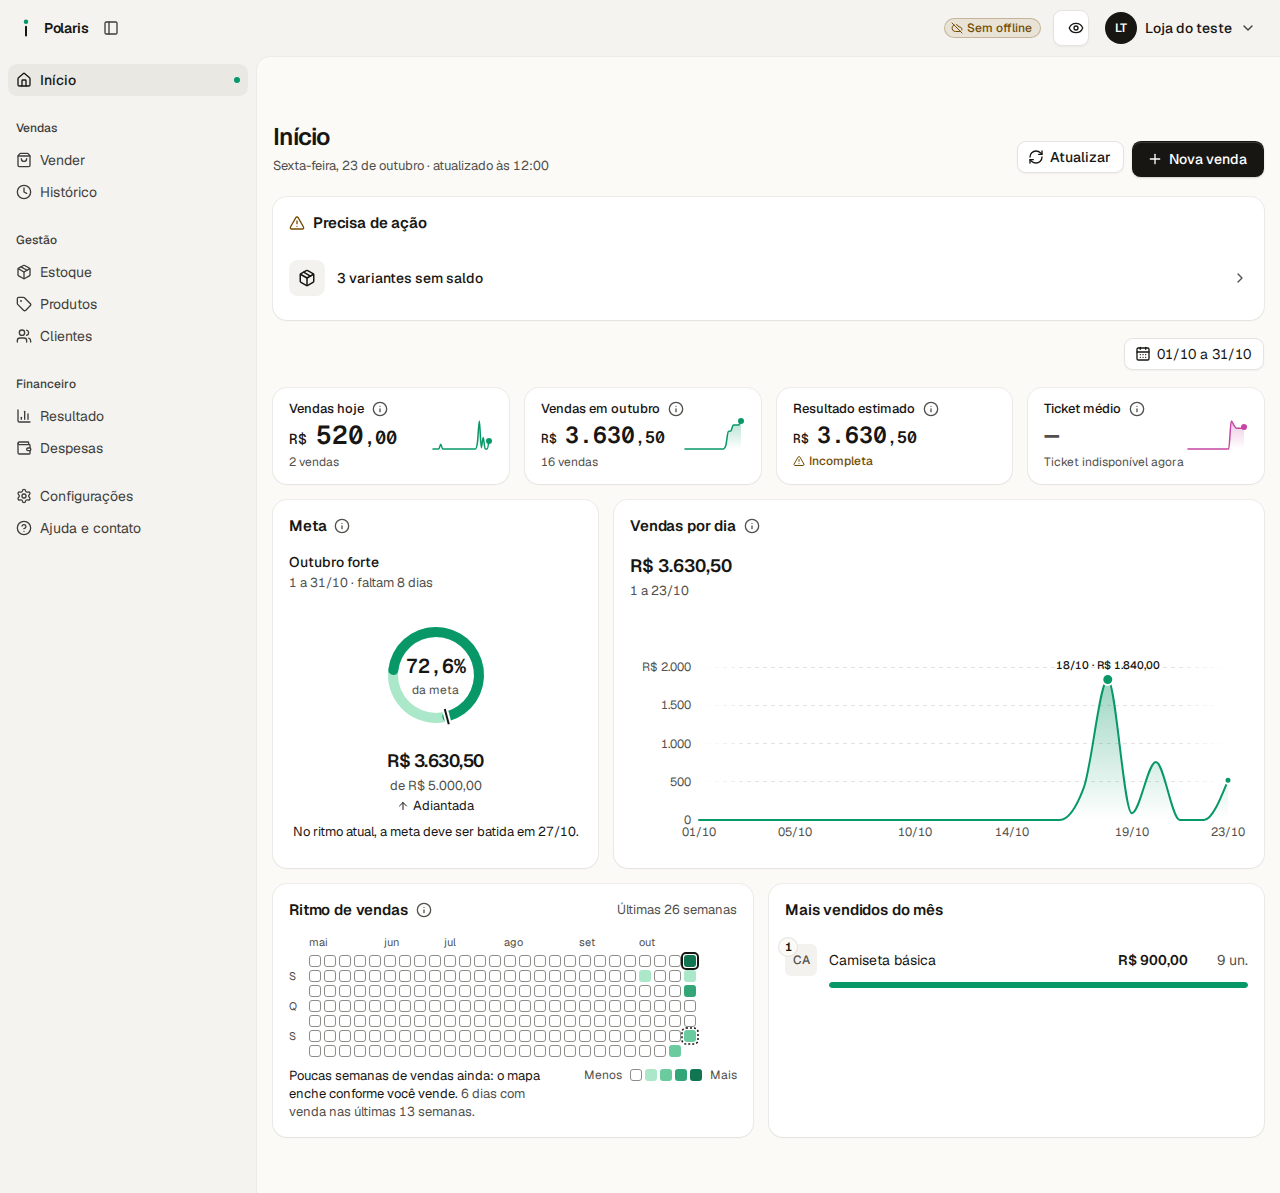 Polaris
Sem offline
LT Loja do teste
Início
Vendas
Vender
Histórico
Gestão
Estoque
Produtos
Clientes
Financeiro
Resultado
Despesas
Configurações
Ajuda e contato
Início
Sexta-feira, 23 de outubro · atualizado às 12:00
Atualizar
Nova venda
Precisa de ação
3 variantes sem saldo
01/10 a 31/10
Vendas hoje
R$ 520,00
2 vendas
Vendas em outubro
R$ 3.630,50
16 vendas
Resultado estimado
R$ 3.630,50
Incompleta
Ticket médio
—
Ticket indisponível agora
Meta
Outubro forte
1 a 31/10 · faltam 8 dias
72,6%
da meta
R$ 3.630,50
de R$ 5.000,00
Adiantada
No ritmo atual, a meta deve ser batida em 27/10.
Vendas por dia
R$ 3.630,50
1 a 23/10
18/10 · R$ 1.840,00
R$ 2.000
1.500
1.000
500
0
01/10 05/10 10/10 14/10 19/10 23/10
Ritmo de vendas
Últimas 26 semanas
mai jun jul ago set out
S
Q
S
Poucas semanas de vendas ainda: o mapa
enche conforme você vende. 6 dias com
venda nas últimas 13 semanas.
Menos Mais
Mais vendidos do mês
1
CA Camiseta básica R$ 900,00 9 un.